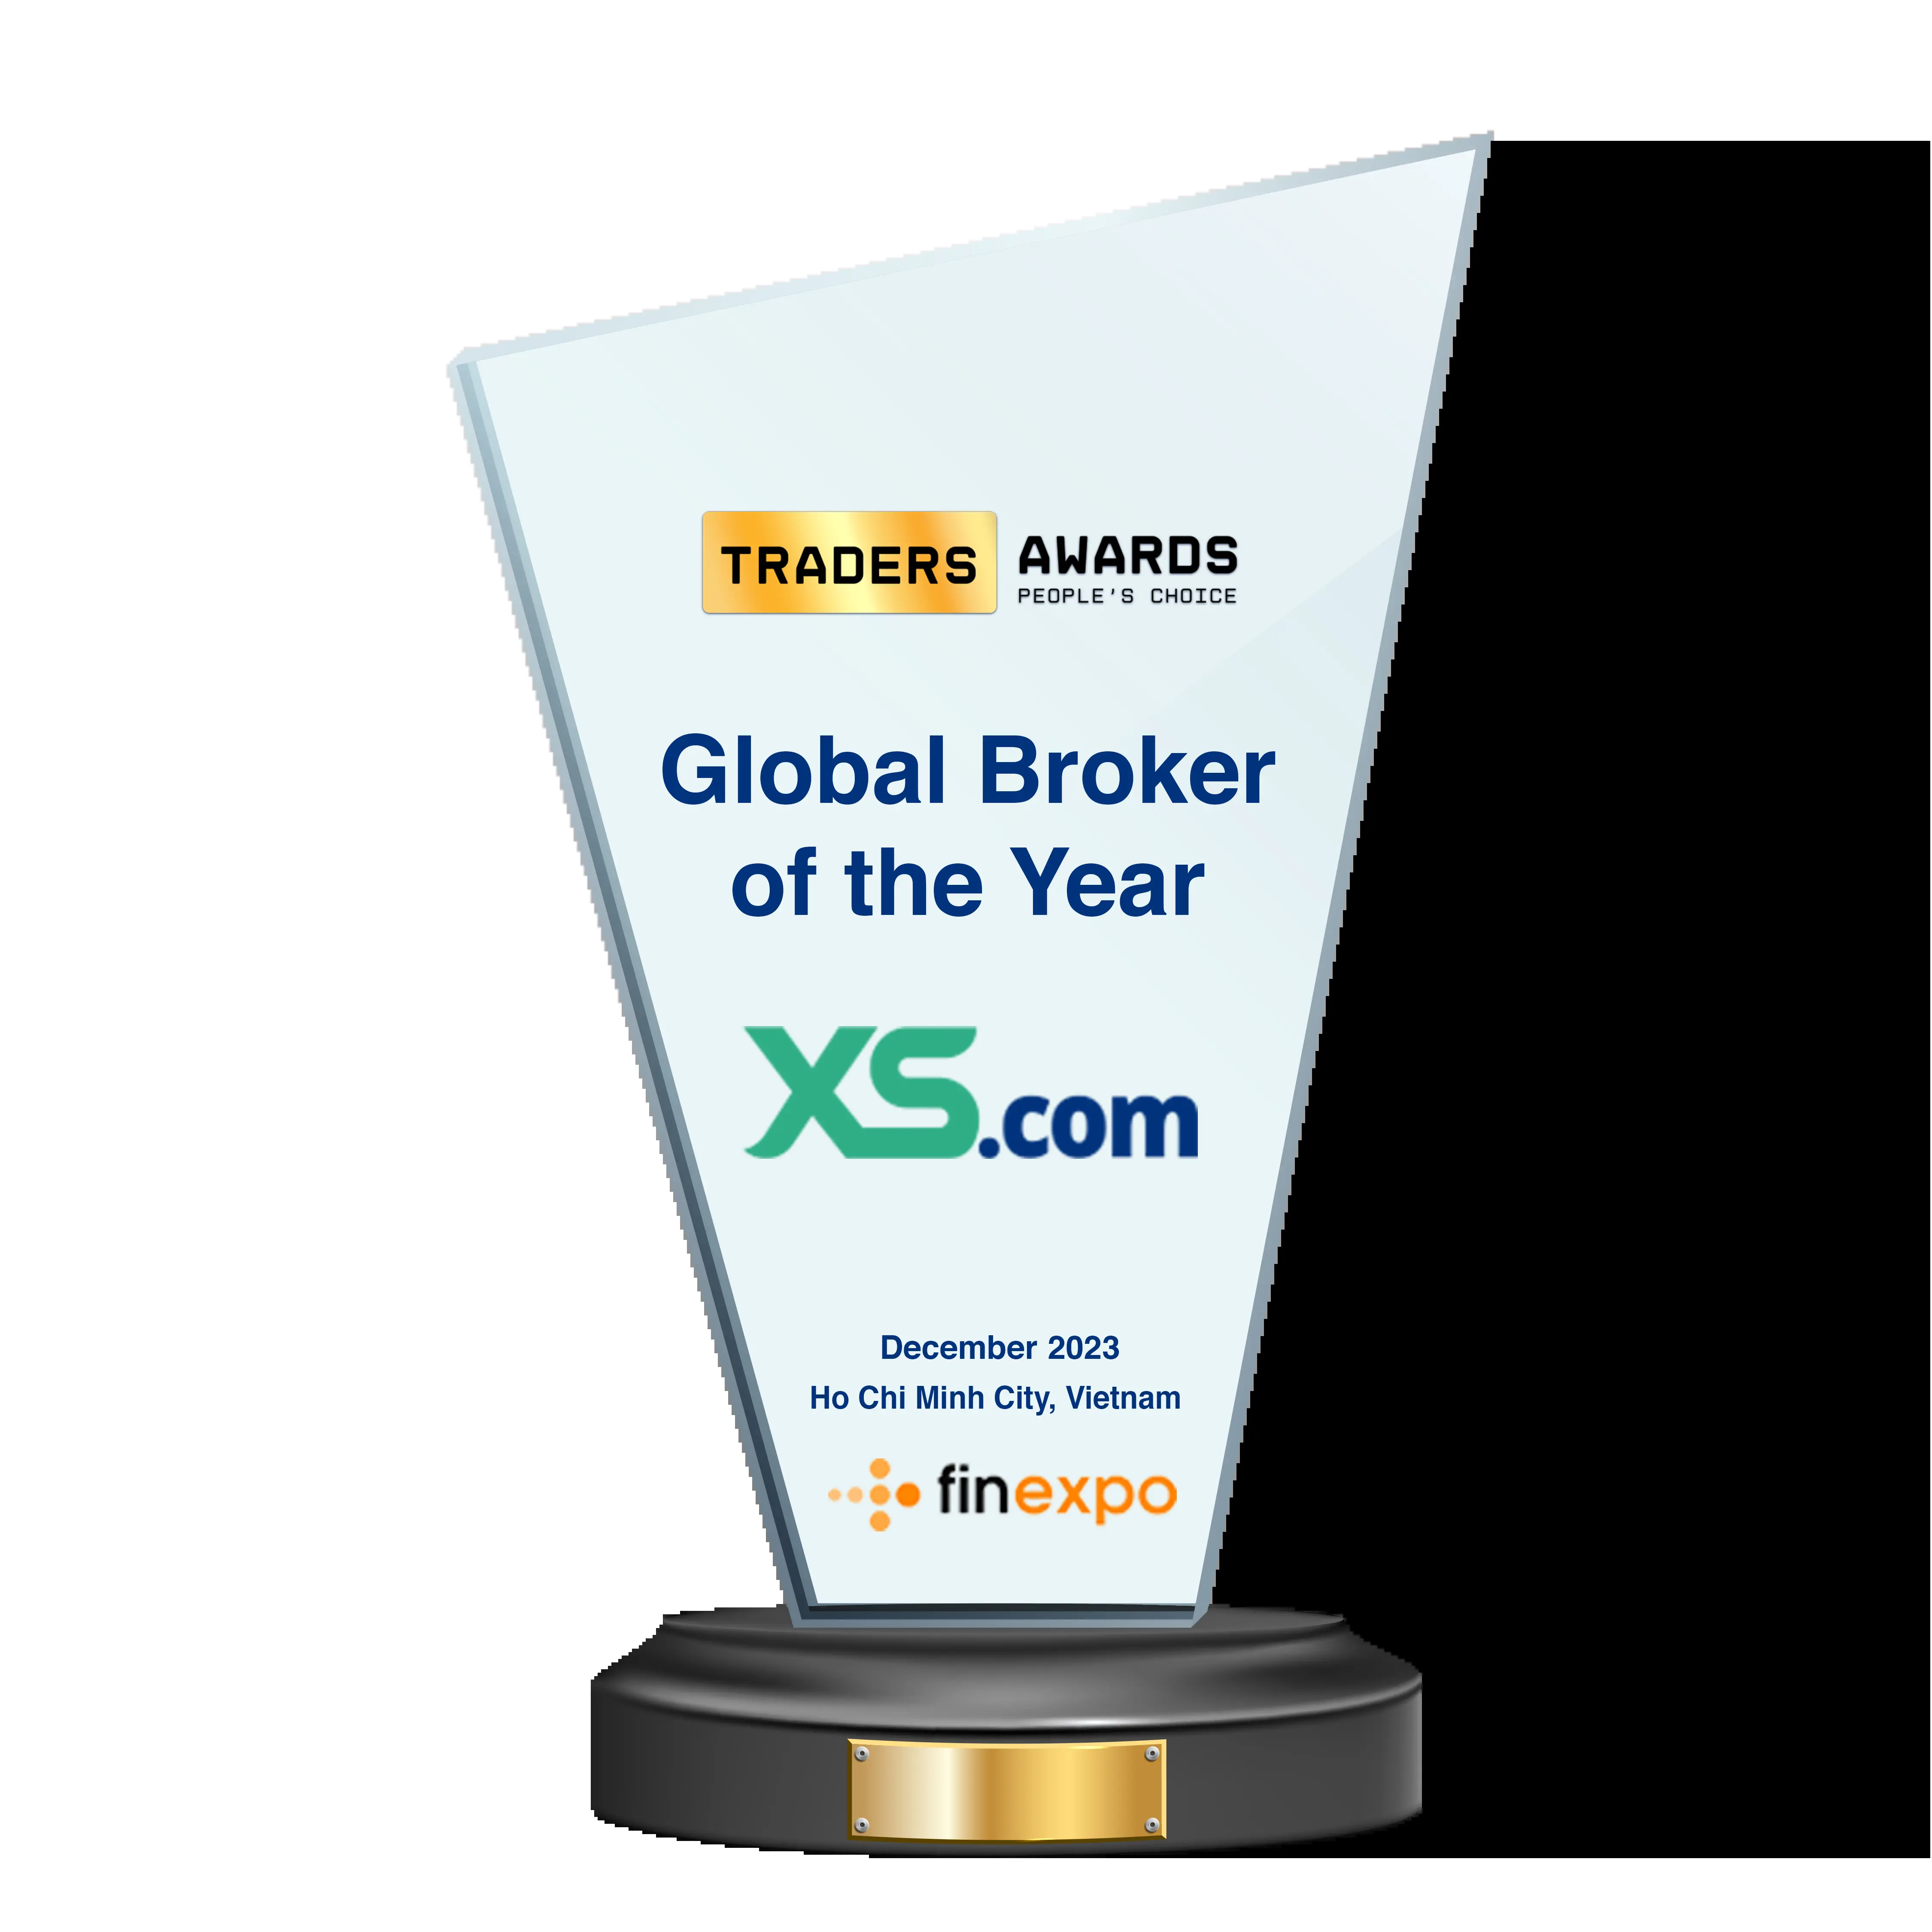 TRADERS AWARDS
PEOPLE'S CHOICE
Global Broker
of the Year
XS.com
December 2023
Ho Chi Minh City, Vietnam
finexpo